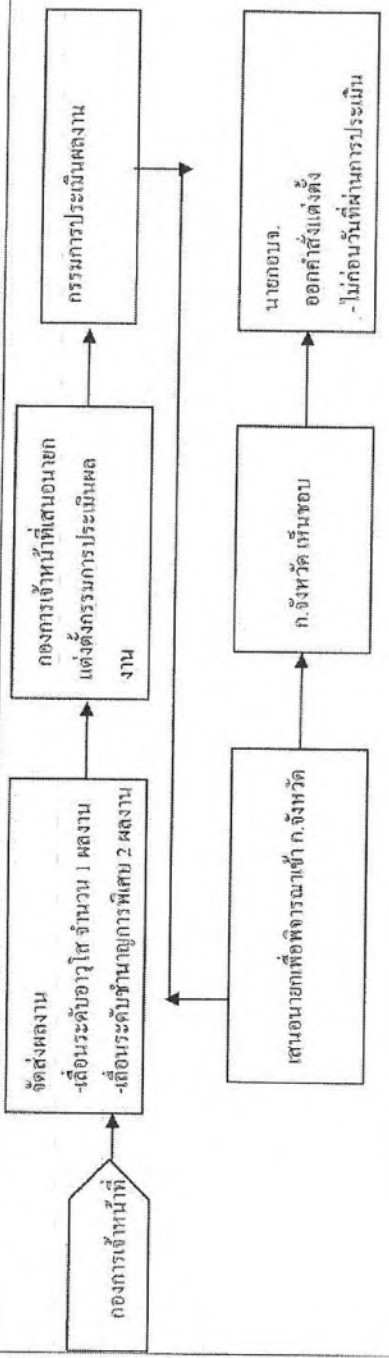 กองการเจ้าหน้าที่
จัดส่งผลงาน
-เลื่อนระดับอาวุโส จำนวน 1 ผลงาน
-เลื่อนระดับชำนาญการพิเศษ 2 ผลงาน
กองการเจ้าหน้าที่เสนอนายก
แต่งตั้งกรรมการประเมินผล
งาน
กรรมการประเมินผลงาน
เสนอนายกเพื่อพิจารณาเข้า ก.จังหวัด
ก.จังหวัด เห็นชอบ
นายกอบจ.
ออกคำสั่งแต่งตั้ง
-ไม่ก่อนวันที่ผ่านการประเมิน